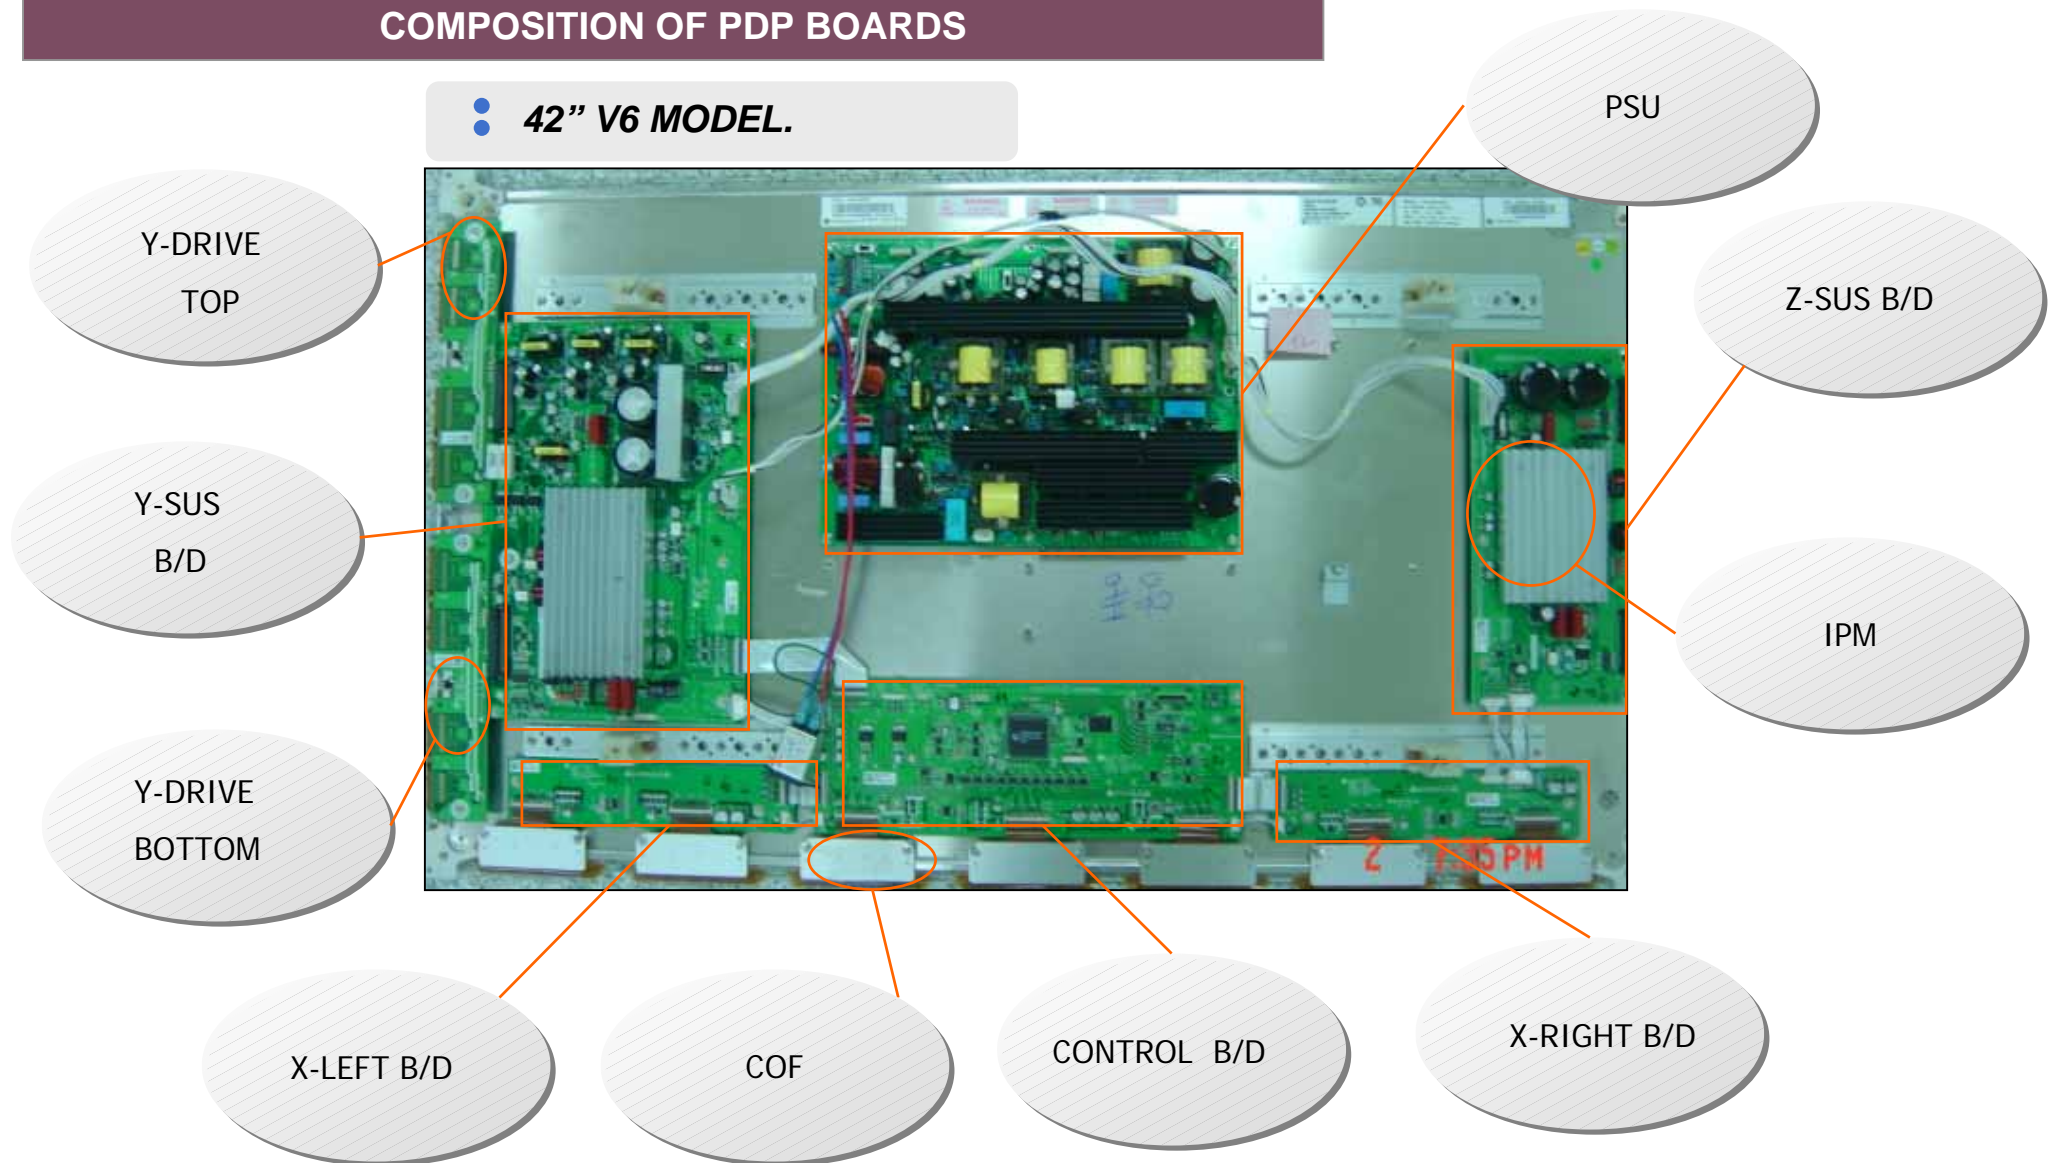 COMPOSITION OF PDP BOARDS
42” V6 MODEL.
PSU
Y-DRIVE
TOP
Z-SUS B/D
Y-SUS
B/D
IPM
Y-DRIVE
BOTTOM
X-LEFT B/D
COF
CONTROL B/D
X-RIGHT B/D
PM